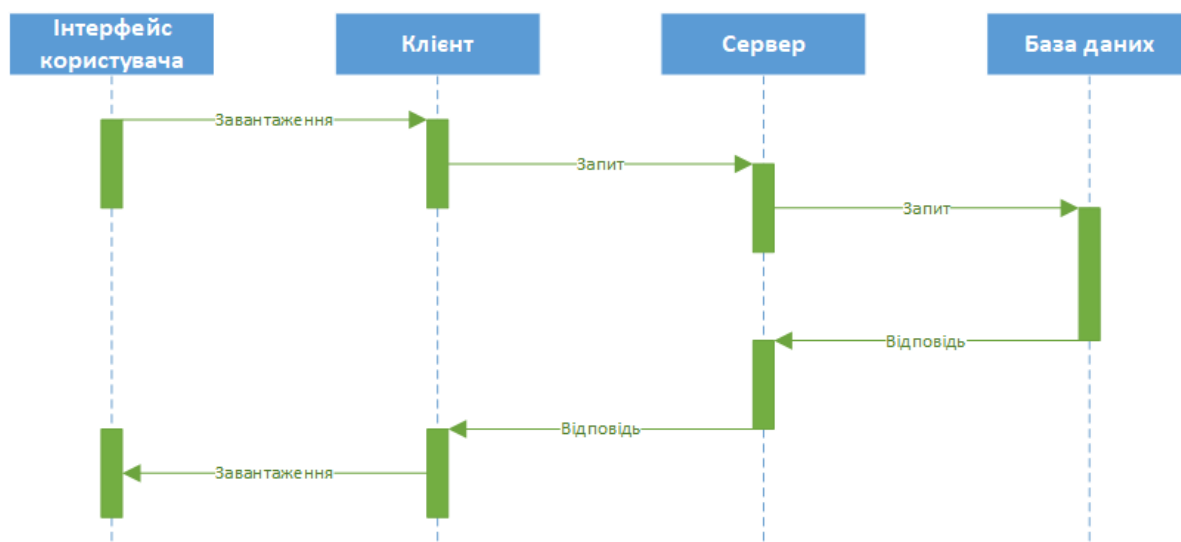 Інтерфейс
користувача
Клієнт
Сервер
База даних
Завантаження
Запит
Запит
Відповідь
Відповідь
Завантаження